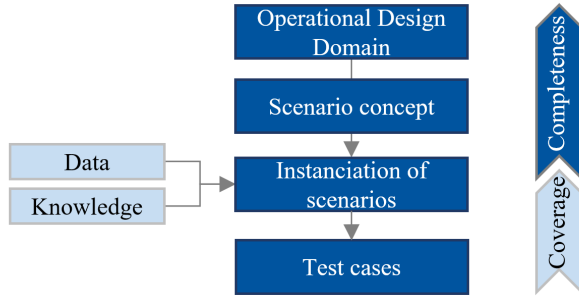 Operational Design
Domain
Scenario concept
Data
Knowledge
Instanciation of
scenarios
Test cases
Completeness
Coverage